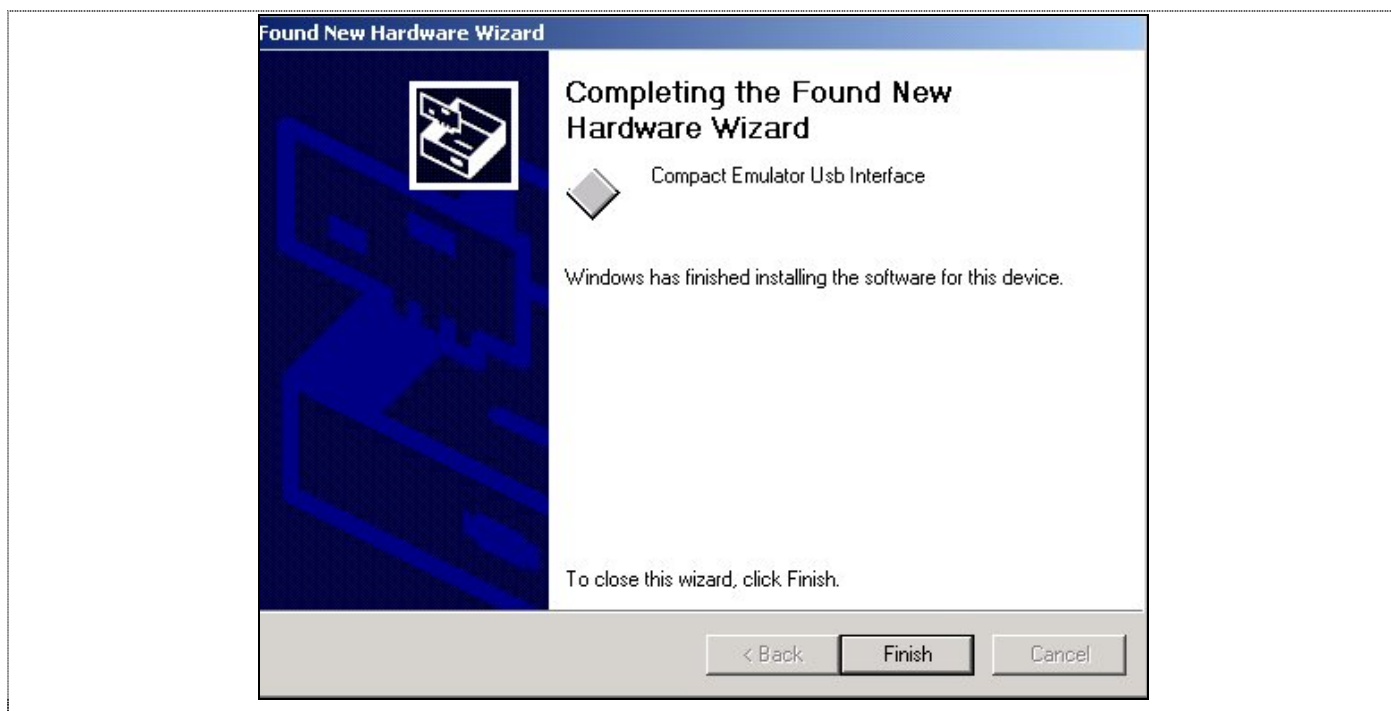 Found New Hardware Wizard
Completing the Found New
Hardware Wizard
Compact Emulator Usb Interface
Windows has finished installing the software for this device.
To close this wizard, click Finish.
< Back
Finish
Cancel